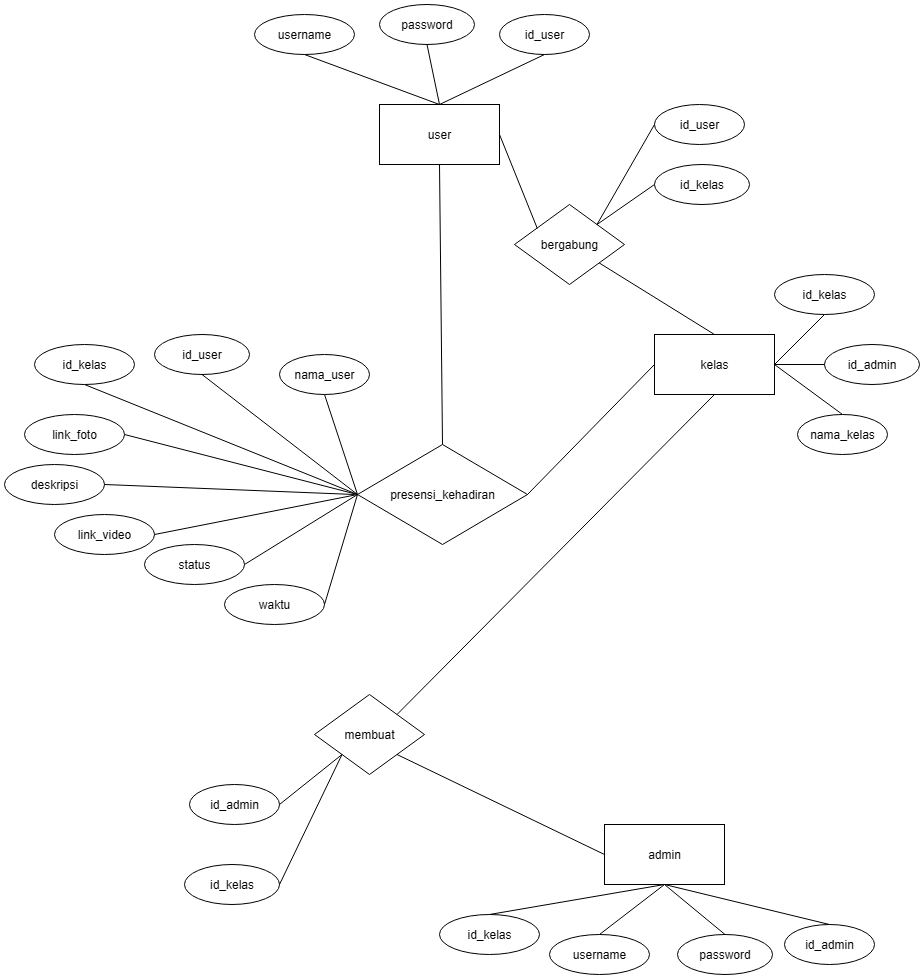 username
password
id_user
user
id_user
id_kelas
bergabung
id_kelas
kelas
id_admin
nama_kelas
id_kelas
id_user
nama_user
link_foto
deskripsi
link_video
status
waktu
presensi_kehadiran
membuat
id_admin
id_kelas
admin
id_kelas
username
password
id_admin